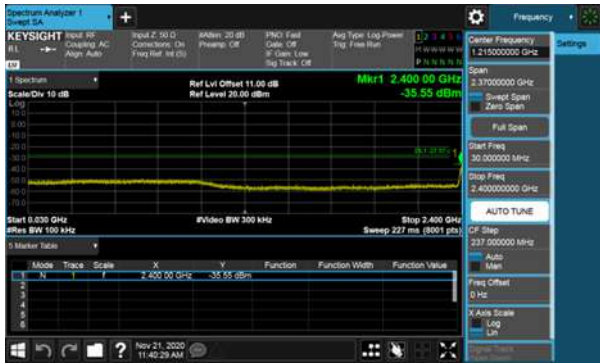 Spectrum Analyzer 1
Swept SA
+
Frequency
KEYSIGHT
Input: RF
Coupling: AC
Align: Auto
Input Z: 50 Ω
Corrections: On
Freq Ref: Int (S)
#Atten: 20 dB
Preamp: Off
PNO: Fast
Gate: Off
IF Gain: Low
Sig Track: Off
Avg Type: Log-Power
Trig: Free Run
1 2 3 4 5
M W W W W W
P N N N N N
RL
LW
Center Frequency
1.215000000 GHz
Settings
Span
2.37000000 GHz
Swept Span
Zero Span
Full Span
Start Freq
30.000000 MHz
Stop Freq
2.400000000 GHz
AUTO TUNE
CF Step
237.000000 MHz
Auto
Man
Freq Offset
0 Hz
X Axis Scale
Log
Lin
Signal Track
1 Spectrum
Scale/Div 10 dB
Ref Lvl Offset 11.00 dB
Ref Level 20.00 dBm
Mkr1 2.400 00 GHz
-35.55 dBm
Log
10.0
0.00
-10.0
-20.0
-30.0
-40.0
-50.0
-60.0
-70.0
Start 0.030 GHz
#Res BW 100 kHz
#Video BW 300 kHz
Stop 2.400 GHz
Sweep 227 ms (8001 pts)
5 Marker Table
Mode Trace Scale X Y Function Function Width Function Value
1 N 1 f 2.400 00 GHz -35.55 dBm
2
3
4
5
6
?
Nov 21, 2020
11:40:29 AM